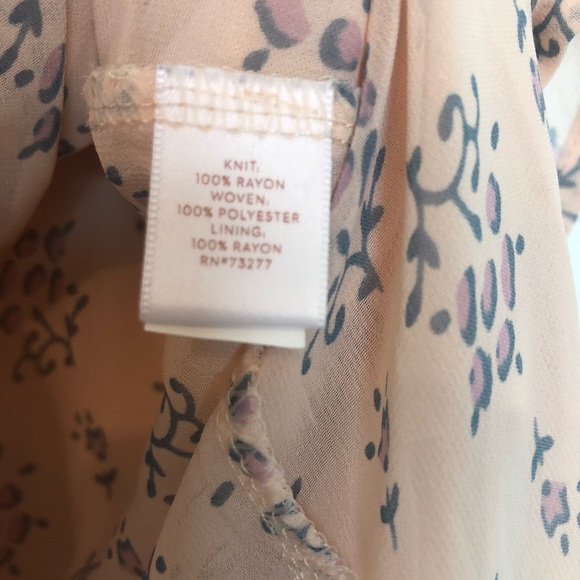 KNIT:
100% RAYON
WOVEN:
100% POLYESTER
LINING:
100% RAYON
RN#73277